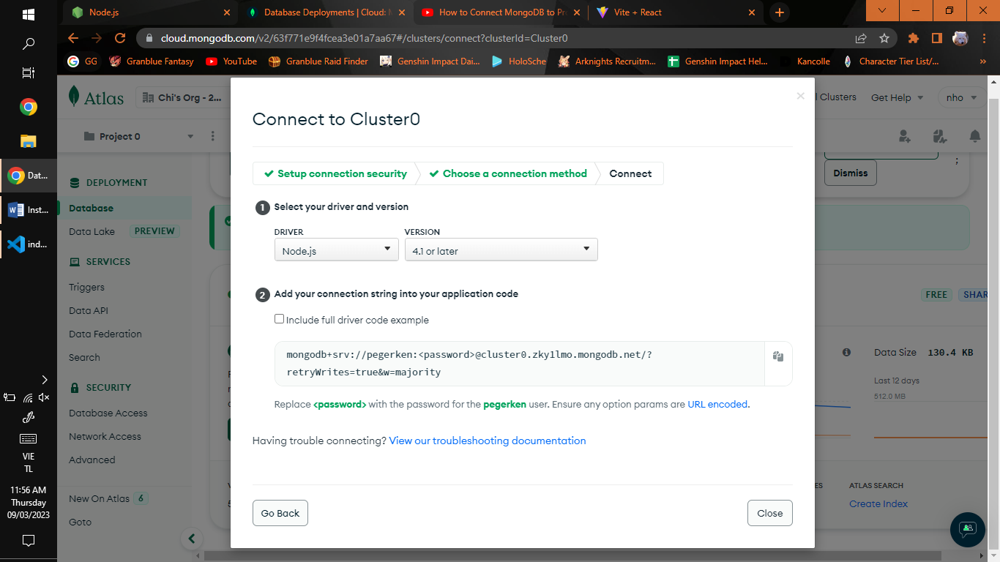 Node.js
Database Deployments | Cloud: M
How to Connect MongoDB to Pr
Vite + React
cloud.mongodb.com/v2/63f771e9f4fcea3e01a7aa67#/clusters/connect?clusterId=Cluster0
GG
Granblue Fantasy
YouTube
Granblue Raid Finder
Genshin Impact Dai...
HoloSche
Arknights Recruitm...
Genshin Impact Hel...
Kancolle
Character Tier List/...
»
Atlas
Chi's Org - 2...
l Clusters
Get Help
nho
Project 0
Connect to Cluster0
×
Setup connection security
Choose a connection method
Connect
;
Dismiss
DEPLOYMENT
Database
Data Lake
PREVIEW
SERVICES
Triggers
Data API
Data Federation
Search
SECURITY
Database Access
Network Access
Advanced
New On Atlas 6
Goto
1 Select your driver and version
DRIVER
VERSION
Node.js
4.1 or later
2 Add your connection string into your application code
Include full driver code example
mongodb+srv://pegerken:<password>@cluster0.zky1lmo.mongodb.net/?
retryWrites=true&w=majority
Replace <password> with the password for the pegerken user. Ensure any option params are URL encoded.
Having trouble connecting? View our troubleshooting documentation
Go Back
Close
FREE
SHAR
Data Size 130.4 KB
Last 12 days
512.0 MB
ES
ATLAS SEARCH
Create Index
Dat...
Inst...
ind...
VIE
TL
11:56 AM
Thursday
09/03/2023